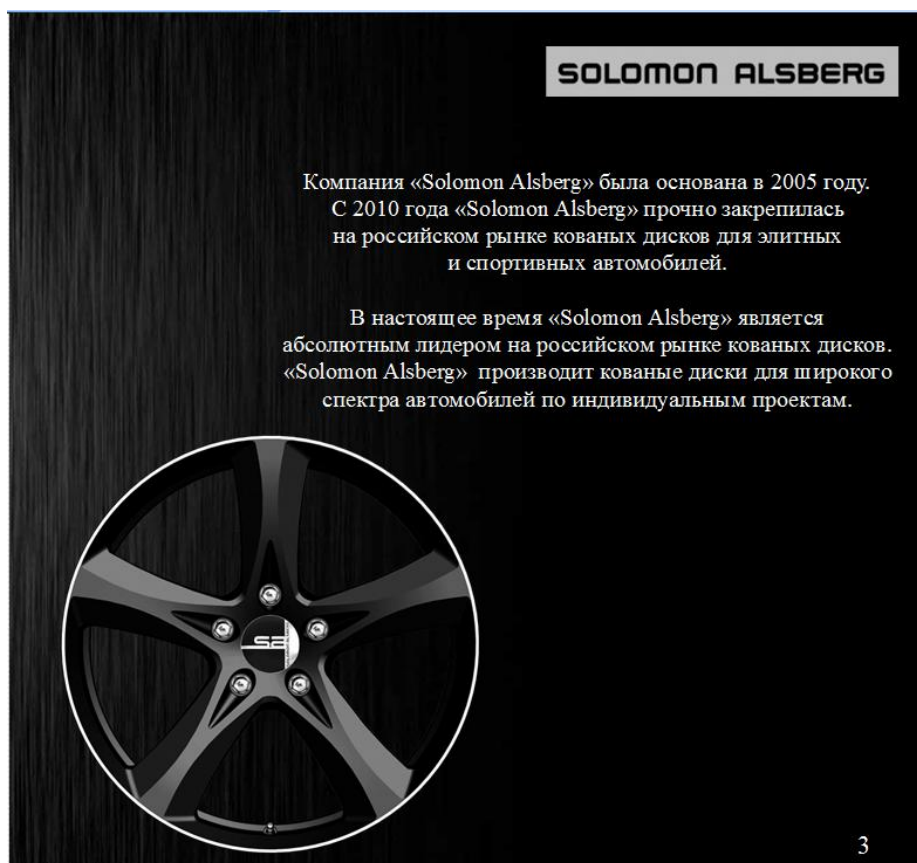 SOLOMON ALSBERG
Компания «Solomon Alsberg» была основана в 2005 году.
С 2010 года «Solomon Alsberg» прочно закрепилась
на российском рынке кованых дисков для элитных
и спортивных автомобилей.
В настоящее время «Solomon Alsberg» является
абсолютным лидером на российском рынке кованых дисков.
«Solomon Alsberg»  производит кованые диски для широкого
спектра автомобилей по индивидуальным проектам.
sa
3